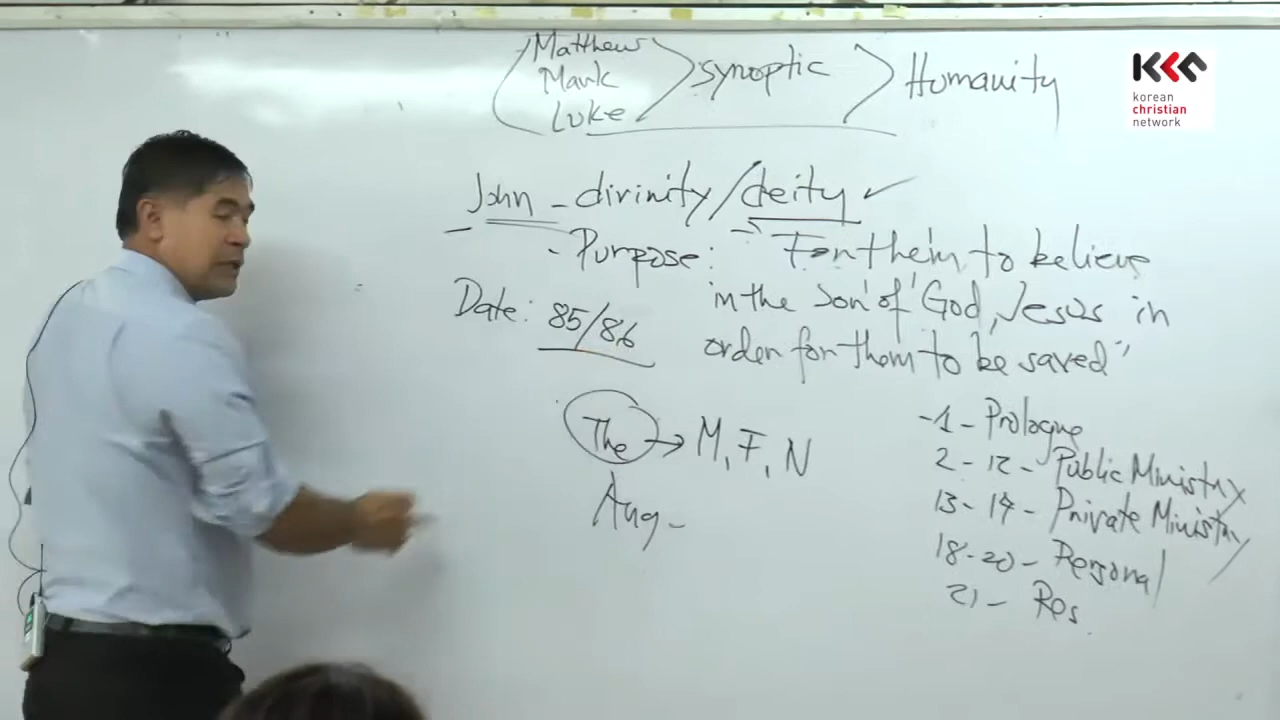 Matthew
Mark
Luke
synoptic
Humanity
John - divinity/deity ✓
- Purpose: "For them to believe
in the Son of God, Jesus in
order for them to be saved"
Date: 85/86
The → M, F, N
Aug -
- 1 - Prologue
2 - 12 - Public Ministry
13 - 17 - Private Ministry
18 - 20 - Personal
21 - Res
korean
christian
network